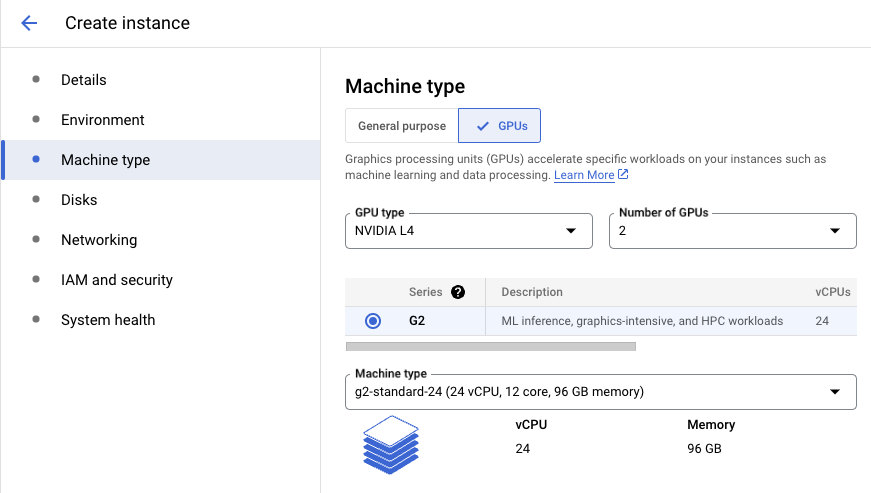 Create instance
Details
Environment
Machine type
Disks
Networking
IAM and security
System health
Machine type
General purpose GPUs
Graphics processing units (GPUs) accelerate specific workloads on your instances such as
machine learning and data processing. Learn More
GPU type Number of GPUs
NVIDIA L4 2
Series ? Description vCPUs
G2 ML inference, graphics-intensive, and HPC workloads 24
Machine type
g2-standard-24 (24 vCPU, 12 core, 96 GB memory)
vCPU Memory
24 96 GB